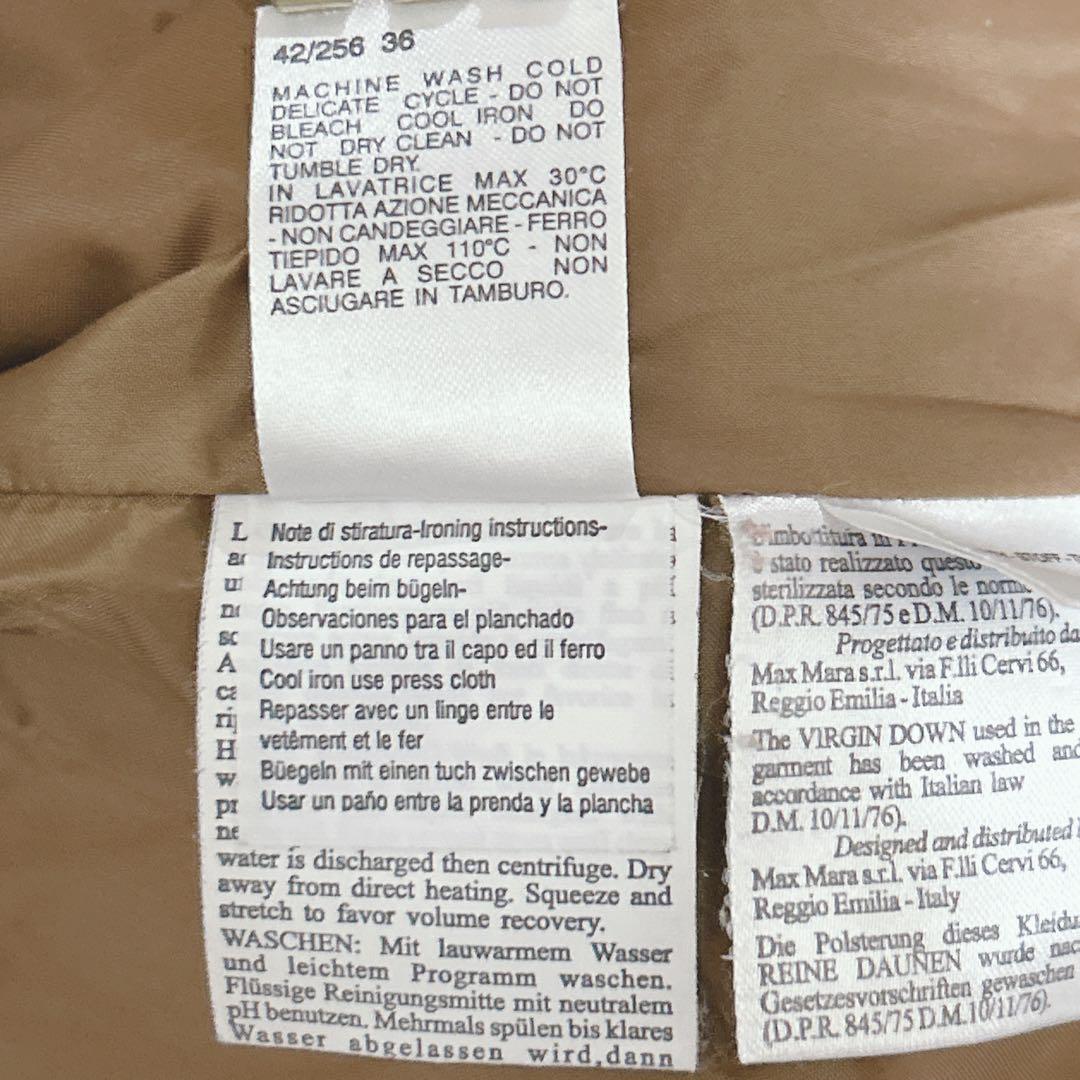 42/256 36
MACHINE WASH COLD
DELICATE CYCLE - DO NOT
BLEACH COOL IRON DO
NOT DRY CLEAN - DO NOT
TUMBLE DRY.
IN LAVATRICE MAX 30°C
RIDOTTA AZIONE MECCANICA
- NON CANDEGGIARE - FERRO
TIEPIDO MAX 110°C - NON
LAVARE A SECCO NON
ASCIUGARE IN TAMBURO.
Note di stiratura-Ironing instructions-
Instructions de repassage-
Achtung beim bügeln-
Observaciones para el planchado
Usare un panno tra il capo ed il ferro
Cool iron use press cloth
Repasser avec un linge entre le
vetêment et le fer
Büegeln mit einen tuch zwischen gewebe
Usar un paño entre la prenda y la plancha
water is discharged then centrifuge. Dry
away from direct heating. Squeeze and
stretch to favor volume recovery.
WASCHEN: Mit lauwarmem Wasser
und leichtem Programm waschen.
Flüssige Reinigungsmitte mit neutralem
pH benutzen. Mehrmals spülen bis klares
Wasser abgelassen wird, dann
è stato realizzato
sterilizzata secondo le
(D.P.R. 845/75 e D.M. 10/11/76).
Progettato e distribuito da
Max Mara s.r.l. via F.lli Cervi 66,
Reggio Emilia - Italia
The VIRGIN DOWN used in the
garment has been washed and
accordance with Italian law
D.M. 10/11/76).
Designed and distributed
Max Mara s.r.l. via F.lli Cervi 66,
Reggio Emilia - Italy
Die Polsterung dieses
REINE DAUNEN wurde
Gesetzesvorschriften gewaschen
(D.P.R. 845/75 D.M. 10/11/76).